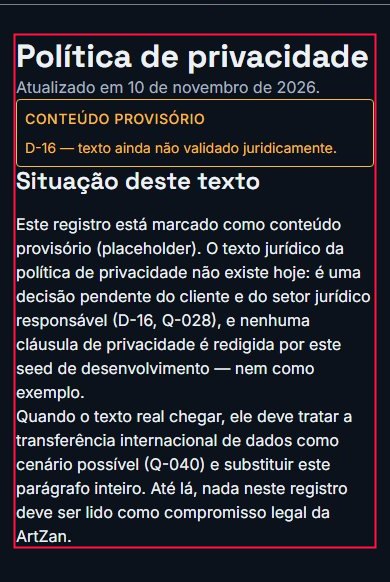 Política de privacidade
Atualizado em 10 de novembro de 2026.
CONTEÚDO PROVISÓRIO
D-16 — texto ainda não validado juridicamente.
Situação deste texto
Este registro está marcado como conteúdo
provisório (placeholder). O texto jurídico da
política de privacidade não existe hoje: é uma
decisão pendente do cliente e do setor jurídico
responsável (D-16, Q-028), e nenhuma
cláusula de privacidade é redigida por este
seed de desenvolvimento — nem como
exemplo.
Quando o texto real chegar, ele deve tratar a
transferência internacional de dados como
cenário possível (Q-040) e substituir este
parágrafo inteiro. Até lá, nada neste registro
deve ser lido como compromisso legal da
ArtZan.